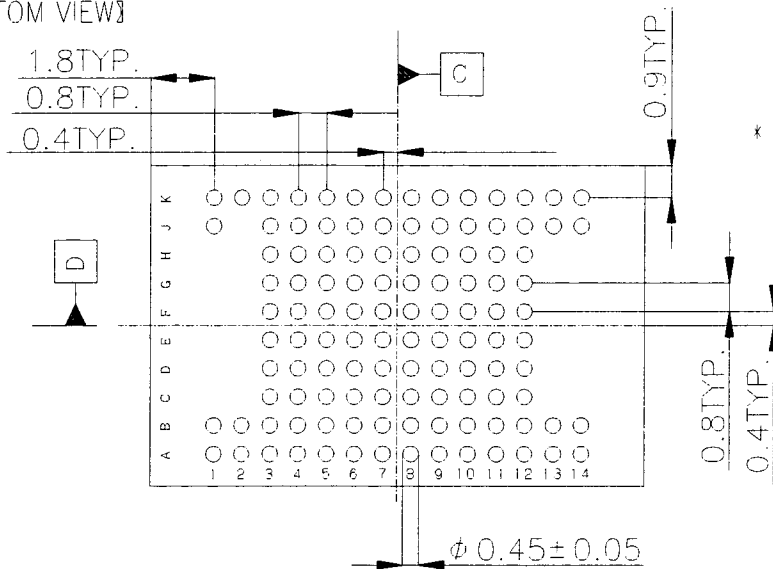 TOM VIEW】
1.8TYP.
0.8TYP.
0.4TYP.
C
0.9TYP.
*
D
K
J
H
G
F
E
D
C
B
A
1 2 3 4 5 6 7 8 9 10 11 12 13 14
0.8TYP.
0.4TYP.
φ 0.45±0.05